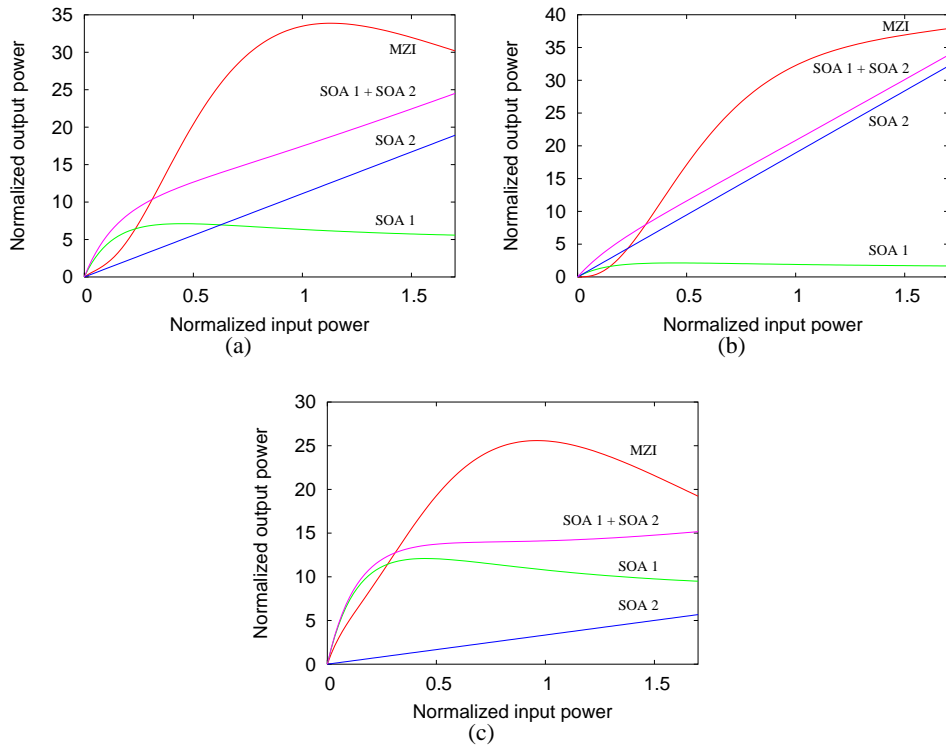 35
30
25
20
15
10
5
0
0
0.5
1
1.5
Normalized output power
Normalized input power
MZI
SOA 1 + SOA 2
SOA 2
SOA 1
(a)
40
35
30
25
20
15
10
5
0
0
0.5
1
1.5
Normalized output power
Normalized input power
MZI
SOA 1 + SOA 2
SOA 2
SOA 1
(b)
30
25
20
15
10
5
0
0
0.5
1
1.5
Normalized output power
Normalized input power
MZI
SOA 1 + SOA 2
SOA 1
SOA 2
(c)